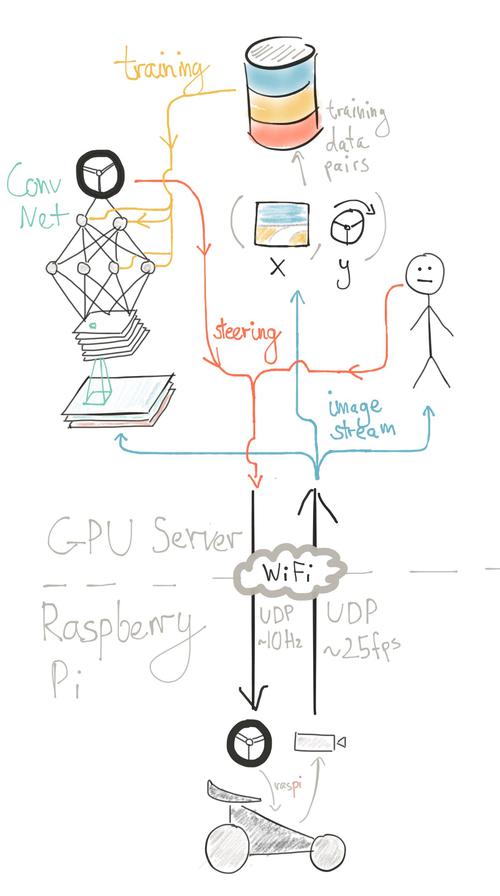 training
training
data
pairs
Conv
Net
( , )
x
y
steering
image
stream
GPU Server
WiFi
Raspberry
Pi
UDP
~10Hz
UDP
~25fps
raspi